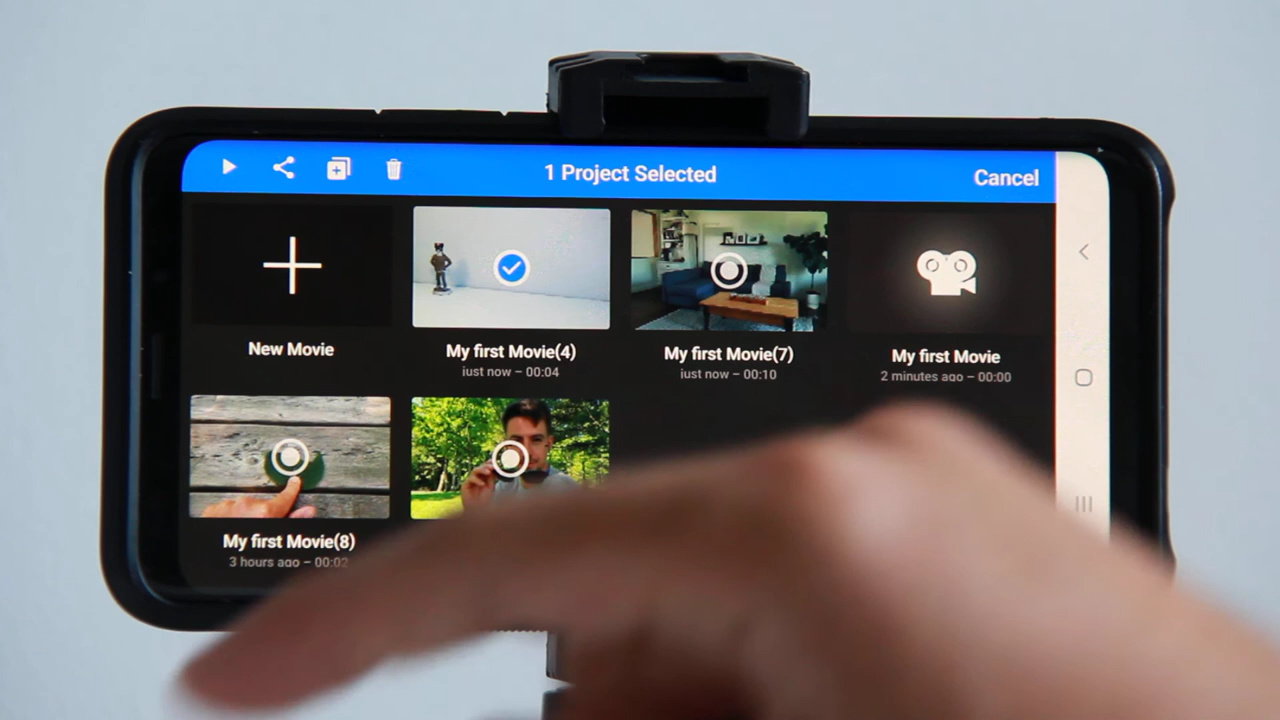 1 Project Selected
Cancel
New Movie
My first Movie(4)
just now – 00:04
My first Movie(7)
just now – 00:10
My first Movie
2 minutes ago – 00:00
My first Movie(8)
3 hours ago – 00:02